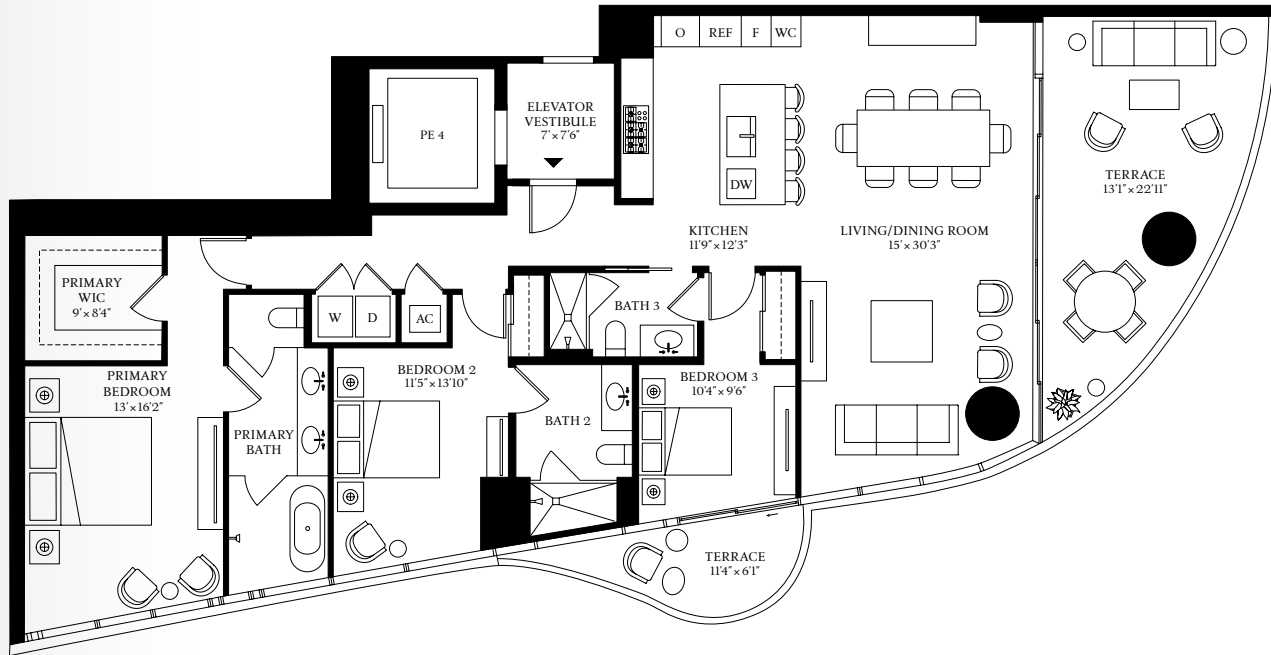 O
REF
F
WC
PE 4
ELEVATOR
VESTIBULE
7' × 7'6"
DW
TERRACE
13'1" × 22'11"
KITCHEN
11'9" × 12'3"
LIVING/DINING ROOM
15' × 30'3"
PRIMARY
WIC
9' × 8'4"
W
D
AC
BATH 3
PRIMARY
BEDROOM
13' × 16'2"
BEDROOM 2
11'5" × 13'10"
BEDROOM 3
10'4" × 9'6"
PRIMARY
BATH
BATH 2
TERRACE
11'4" × 6'1"